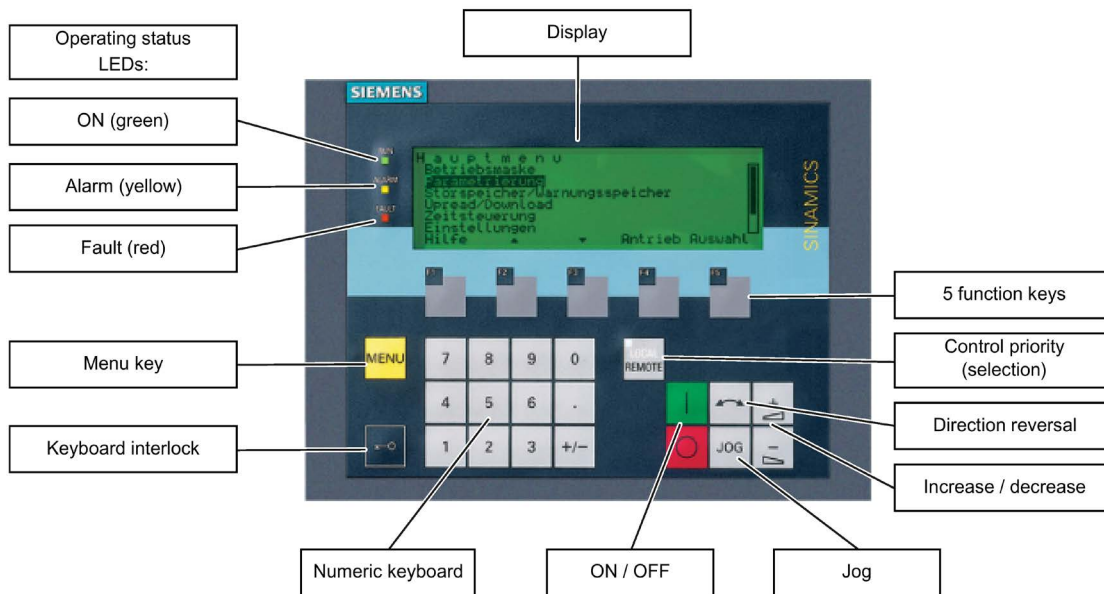 Display
Operating status
LEDs:
ON (green)
Alarm (yellow)
Fault (red)
Menu key
Keyboard interlock
SIEMENS
RUN
ALARM
FAULT
Hauptmenu
Betriebsmaske
Parametrierung
Störspeicher/Warnungsspeicher
Upread/Download
Zeitsteuerung
Einstellungen
Hilfe Antrieb Auswahl
SINAMICS
F1 F2 F3 F4 F5
MENU
7 8 9 0
4 5 6 .
1 2 3 +/-
LOCAL
REMOTE
JOG
+
-
5 function keys
Control priority
(selection)
Direction reversal
Increase / decrease
Numeric keyboard
ON / OFF
Jog